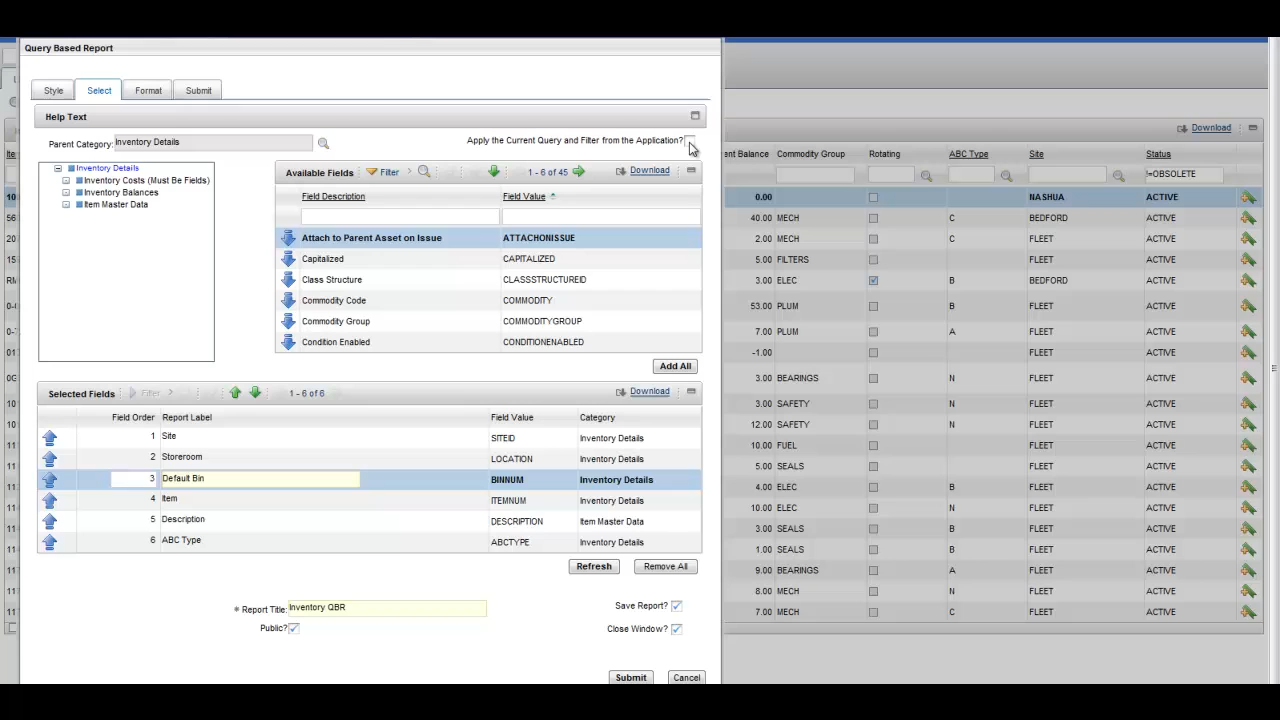 Query Based Report
Style Select Format Submit
Help Text
Parent Category: Inventory Details
Apply the Current Query and Filter from the Application?
Inventory Details
Inventory Costs (Must Be Fields)
Inventory Balances
Item Master Data
Available Fields Filter 1 - 6 of 45 Download
Field Description Field Value
Attach to Parent Asset on Issue ATTACHONISSUE
Capitalized CAPITALIZED
Class Structure CLASSSTRUCTUREID
Commodity Code COMMODITY
Commodity Group COMMODITYGROUP
Condition Enabled CONDITIONENABLED
Add All
Selected Fields Filter 1 - 6 of 6 Download
Field Order Report Label Field Value Category
1 Site SITEID Inventory Details
2 Storeroom LOCATION Inventory Details
3 Default Bin BINNUM Inventory Details
4 Item ITEMNUM Inventory Details
5 Description DESCRIPTION Item Master Data
6 ABC Type ABCTYPE Inventory Details
Refresh Remove All
Report Title: Inventory QBR
Save Report?
Public?
Close Window?
Submit Cancel
Download
ent Balance Commodity Group Rotating ABC Type Site Status
!=OBSOLETE
0.00 NASHUA ACTIVE
40.00 MECH C BEDFORD ACTIVE
2.00 MECH C FLEET ACTIVE
5.00 FILTERS FLEET ACTIVE
3.00 ELEC B BEDFORD ACTIVE
53.00 PLUM B FLEET ACTIVE
7.00 PLUM A FLEET ACTIVE
-1.00 FLEET ACTIVE
3.00 BEARINGS N FLEET ACTIVE
3.00 SAFETY N FLEET ACTIVE
12.00 SAFETY N FLEET ACTIVE
10.00 FUEL FLEET ACTIVE
5.00 SEALS FLEET ACTIVE
4.00 ELEC B FLEET ACTIVE
10.00 ELEC N FLEET ACTIVE
3.00 SEALS B FLEET ACTIVE
1.00 SEALS B FLEET ACTIVE
9.00 BEARINGS A FLEET ACTIVE
8.00 MECH N FLEET ACTIVE
7.00 MECH C FLEET ACTIVE